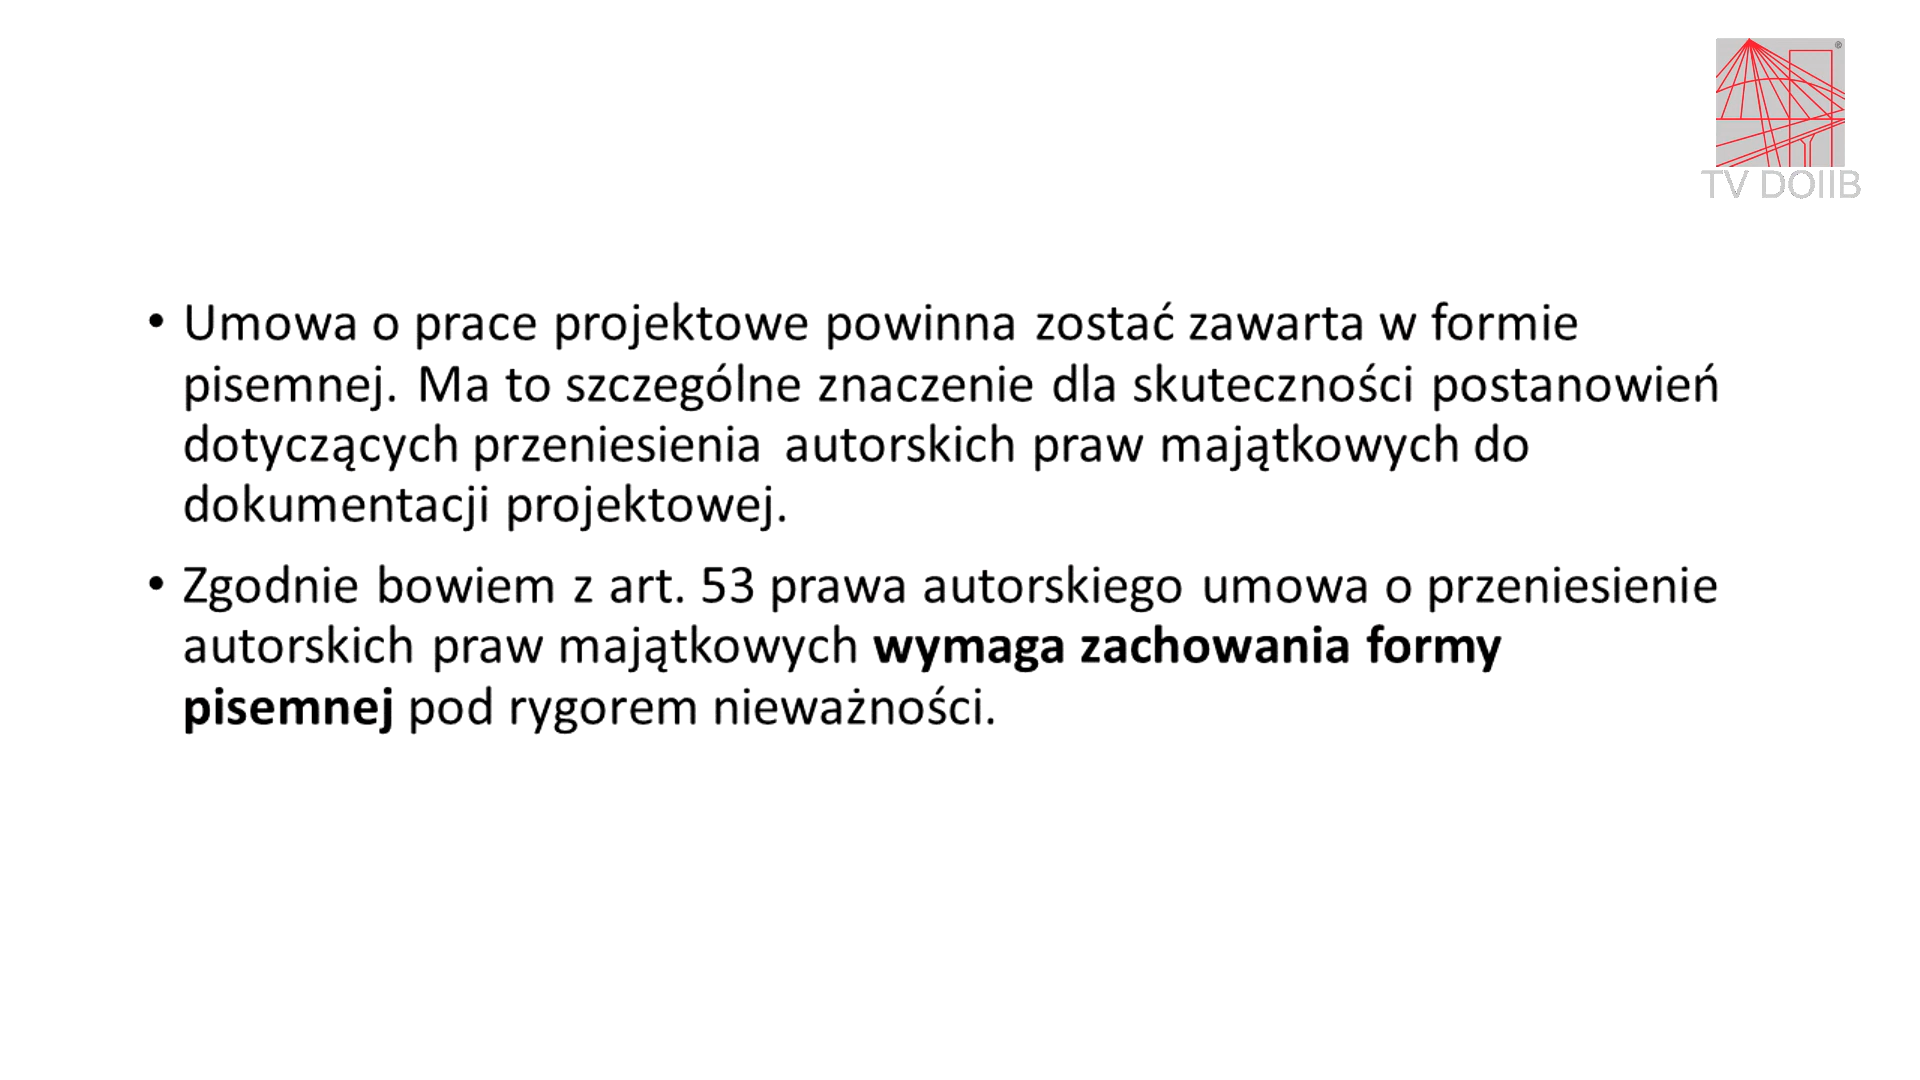 TV DOIIB
• Umowa o prace projektowe powinna zostać zawarta w formie
pisemnej. Ma to szczególne znaczenie dla skuteczności postanowień
dotyczących przeniesienia autorskich praw majątkowych do
dokumentacji projektowej.
• Zgodnie bowiem z art. 53 prawa autorskiego umowa o przeniesienie
autorskich praw majątkowych wymaga zachowania formy
pisemnej pod rygorem nieważności.